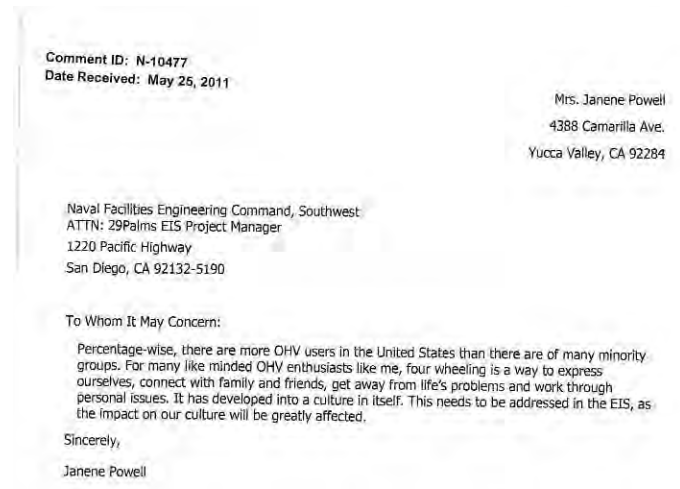 Comment ID: N-10477
Date Received: May 25, 2011
Mrs. Janene Powell
4388 Camarilla Ave.
Yucca Valley, CA 92284
Naval Facilities Engineering Command, Southwest
ATTN: 29Palms EIS Project Manager
1220 Pacific Highway
San Diego, CA 92132-5190
To Whom It May Concern:
Percentage-wise, there are more OHV users in the United States than there are of many minority
groups. For many like minded OHV enthusiasts like me, four wheeling is a way to express
ourselves, connect with family and friends, get away from life's problems and work through
personal issues. It has developed into a culture in itself. This needs to be addressed in the EIS, as
the impact on our culture will be greatly affected.
Sincerely,
Janene Powell